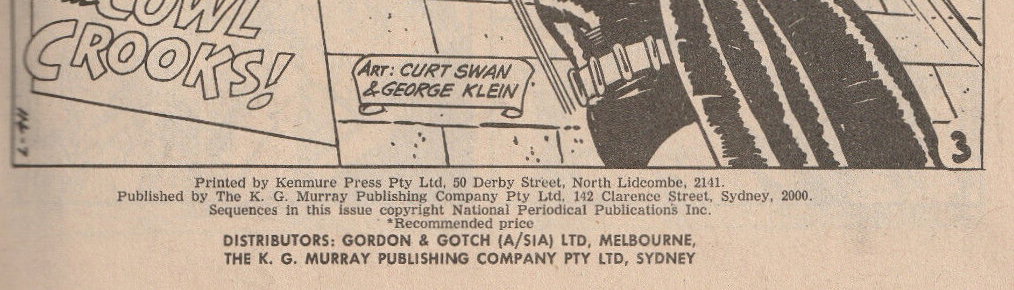 COWL
CROOKS!
ART: CURT SWAN
& GEORGE KLEIN
3
Printed by Kenmure Press Pty Ltd, 50 Derby Street, North Lidcombe, 2141.
Published by The K. G. Murray Publishing Company Pty Ltd, 142 Clarence Street, Sydney, 2000.
Sequences in this issue copyright National Periodical Publications Inc.
*Recommended price
DISTRIBUTORS: GORDON & GOTCH (A/SIA) LTD, MELBOURNE,
THE K. G. MURRAY PUBLISHING COMPANY PTY LTD, SYDNEY